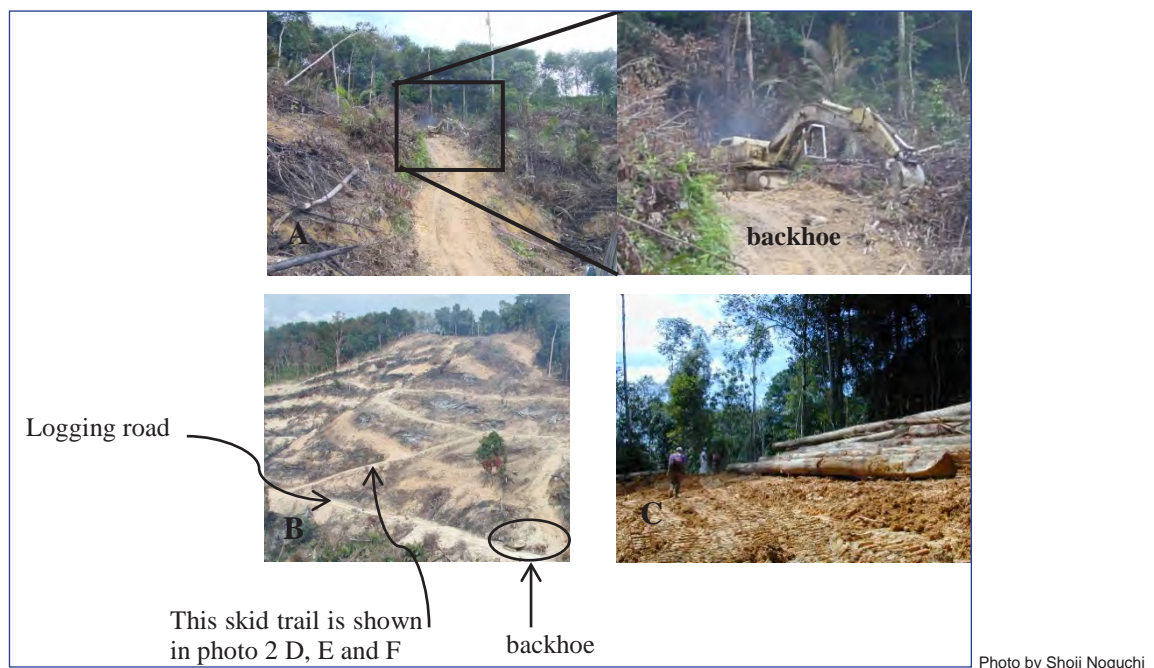 A
backhoe
Logging road
B
C
This skid trail is shown
in photo 2 D, E and F
backhoe
Photo by Shoji Noguchi